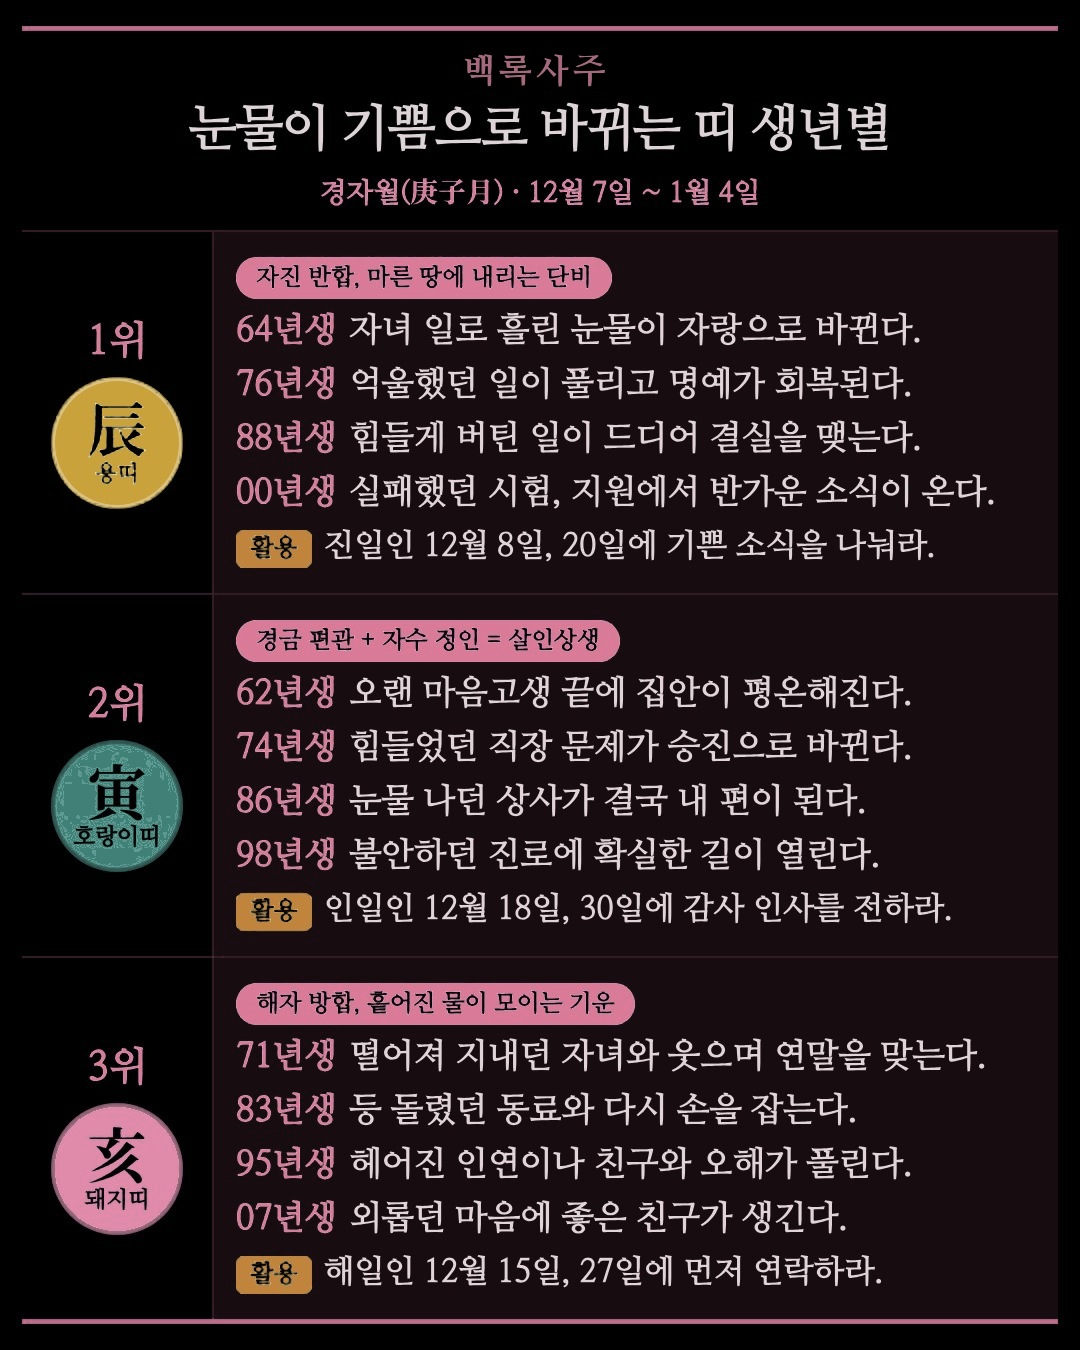 백록사주
눈물이 기쁨으로 바뀌는 띠 생년별
경자월(庚子月) · 12월 7일 ~ 1월 4일
1위
辰
용띠
자진 반합, 마른 땅에 내리는 단비
64년생 자녀 일로 흘린 눈물이 자랑으로 바뀐다.
76년생 억울했던 일이 풀리고 명예가 회복된다.
88년생 힘들게 버틴 일이 드디어 결실을 맺는다.
00년생 실패했던 시험, 지원에서 반가운 소식이 온다.
활용 진일인 12월 8일, 20일에 기쁜 소식을 나눠라.
2위
寅
호랑이띠
경금 편관 + 자수 정인 = 살인상생
62년생 오랜 마음고생 끝에 집안이 평온해진다.
74년생 힘들었던 직장 문제가 승진으로 바뀐다.
86년생 눈물 나던 상사가 결국 내 편이 된다.
98년생 불안하던 진로에 확실한 길이 열린다.
활용 인일인 12월 18일, 30일에 감사 인사를 전하라.
3위
亥
돼지띠
해자 방합, 흩어진 물이 모이는 기운
71년생 떨어져 지내던 자녀와 웃으며 연말을 맞는다.
83년생 등 돌렸던 동료와 다시 손을 잡는다.
95년생 헤어진 인연이나 친구와 오해가 풀린다.
07년생 외롭던 마음에 좋은 친구가 생긴다.
활용 해일인 12월 15일, 27일에 먼저 연락하라.